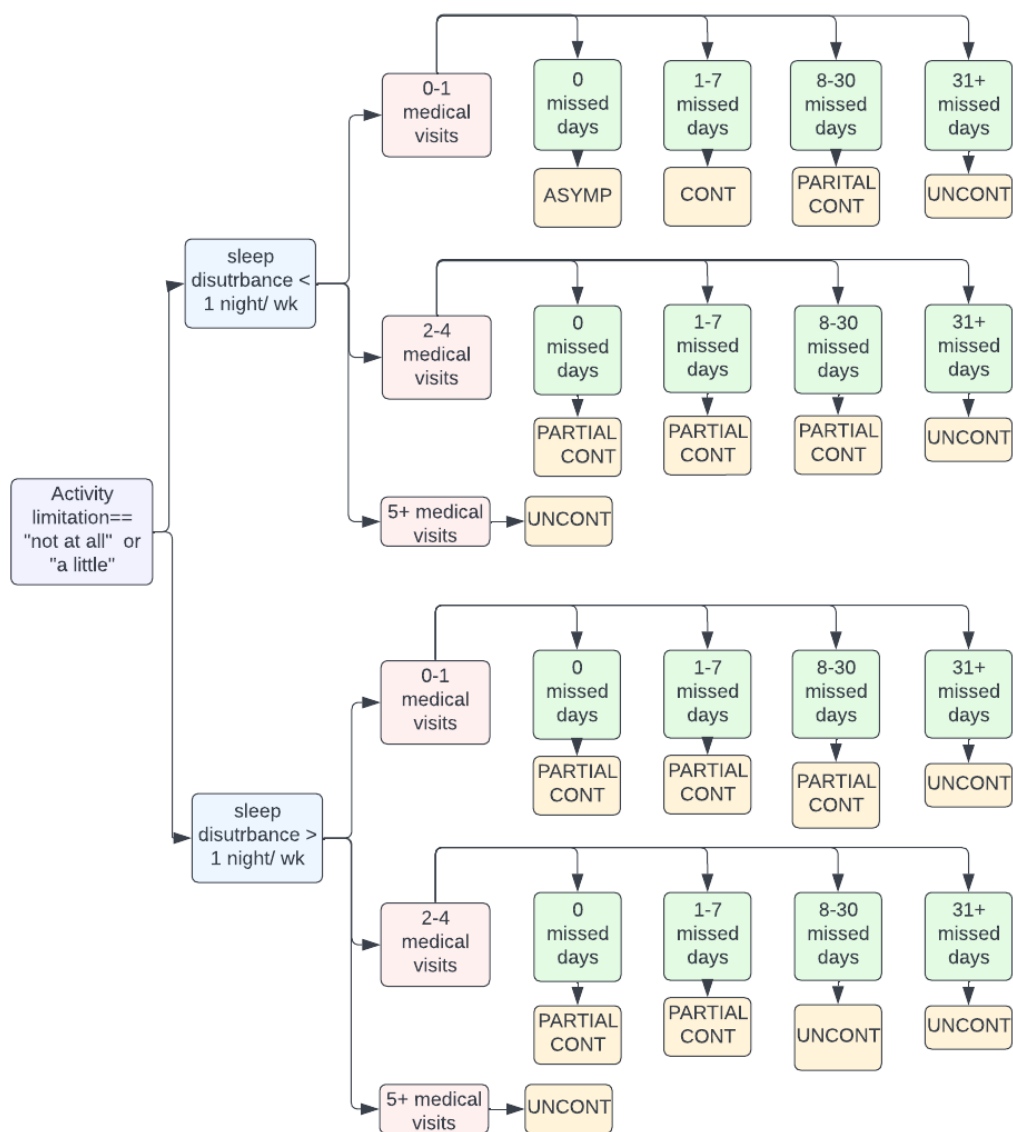 0-1
medical
visits
0
missed
days
1-7
missed
days
8-30
missed
days
31+
missed
days
ASYMP
CONT
PARITAL
CONT
UNCONT
sleep
disutrbance <
1 night/ wk
2-4
medical
visits
0
missed
days
1-7
missed
days
8-30
missed
days
31+
missed
days
PARTIAL
CONT
PARTIAL
CONT
PARTIAL
CONT
UNCONT
5+ medical
visits
UNCONT
Activity
limitation==
"not at all" or
"a little"
0-1
medical
visits
0
missed
days
1-7
missed
days
8-30
missed
days
31+
missed
days
PARTIAL
CONT
PARTIAL
CONT
PARTIAL
CONT
UNCONT
sleep
disutrbance >
1 night/ wk
2-4
medical
visits
0
missed
days
1-7
missed
days
8-30
missed
days
31+
missed
days
PARTIAL
CONT
PARTIAL
CONT
UNCONT
UNCONT
5+ medical
visits
UNCONT